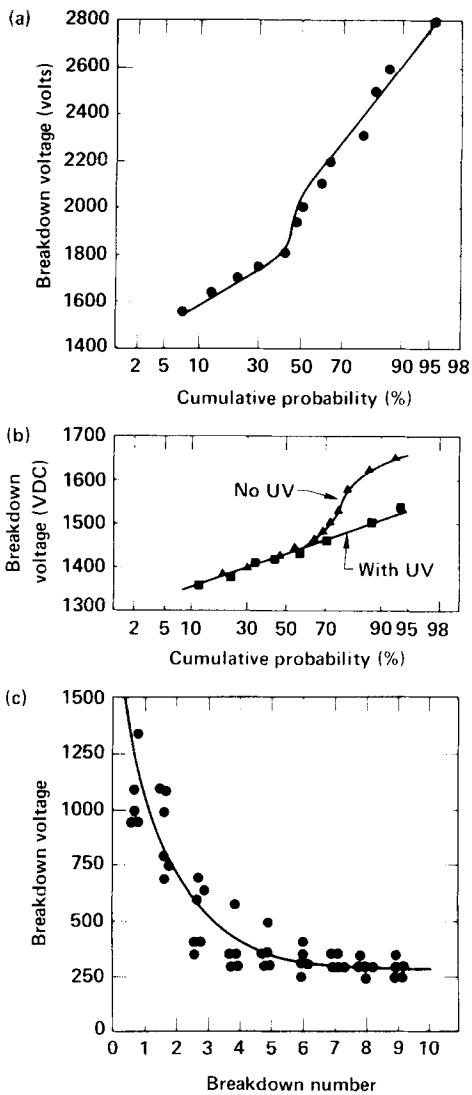 (a)
Breakdown voltage (volts)
2800
2600
2400
2200
2000
1800
1600
1400
2 5 10 30 50 70 90 95 98
Cumulative probability (%)
(b)
Breakdown
voltage (VDC)
1700
1600
1500
1400
1300
No UV
With UV
2 5 10 30 50 70 90 95 98
Cumulative probability (%)
(c)
Breakdown voltage
1500
1250
1000
750
500
250
0
0 1 2 3 4 5 6 7 8 9 10
Breakdown number